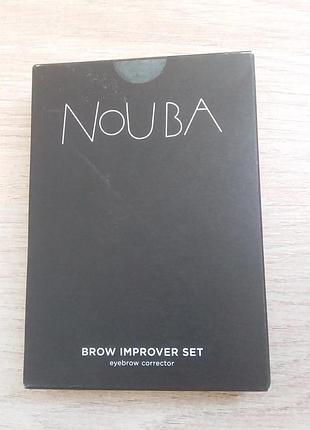 NOUBA
BROW IMPROVER SET
eyebrow corrector